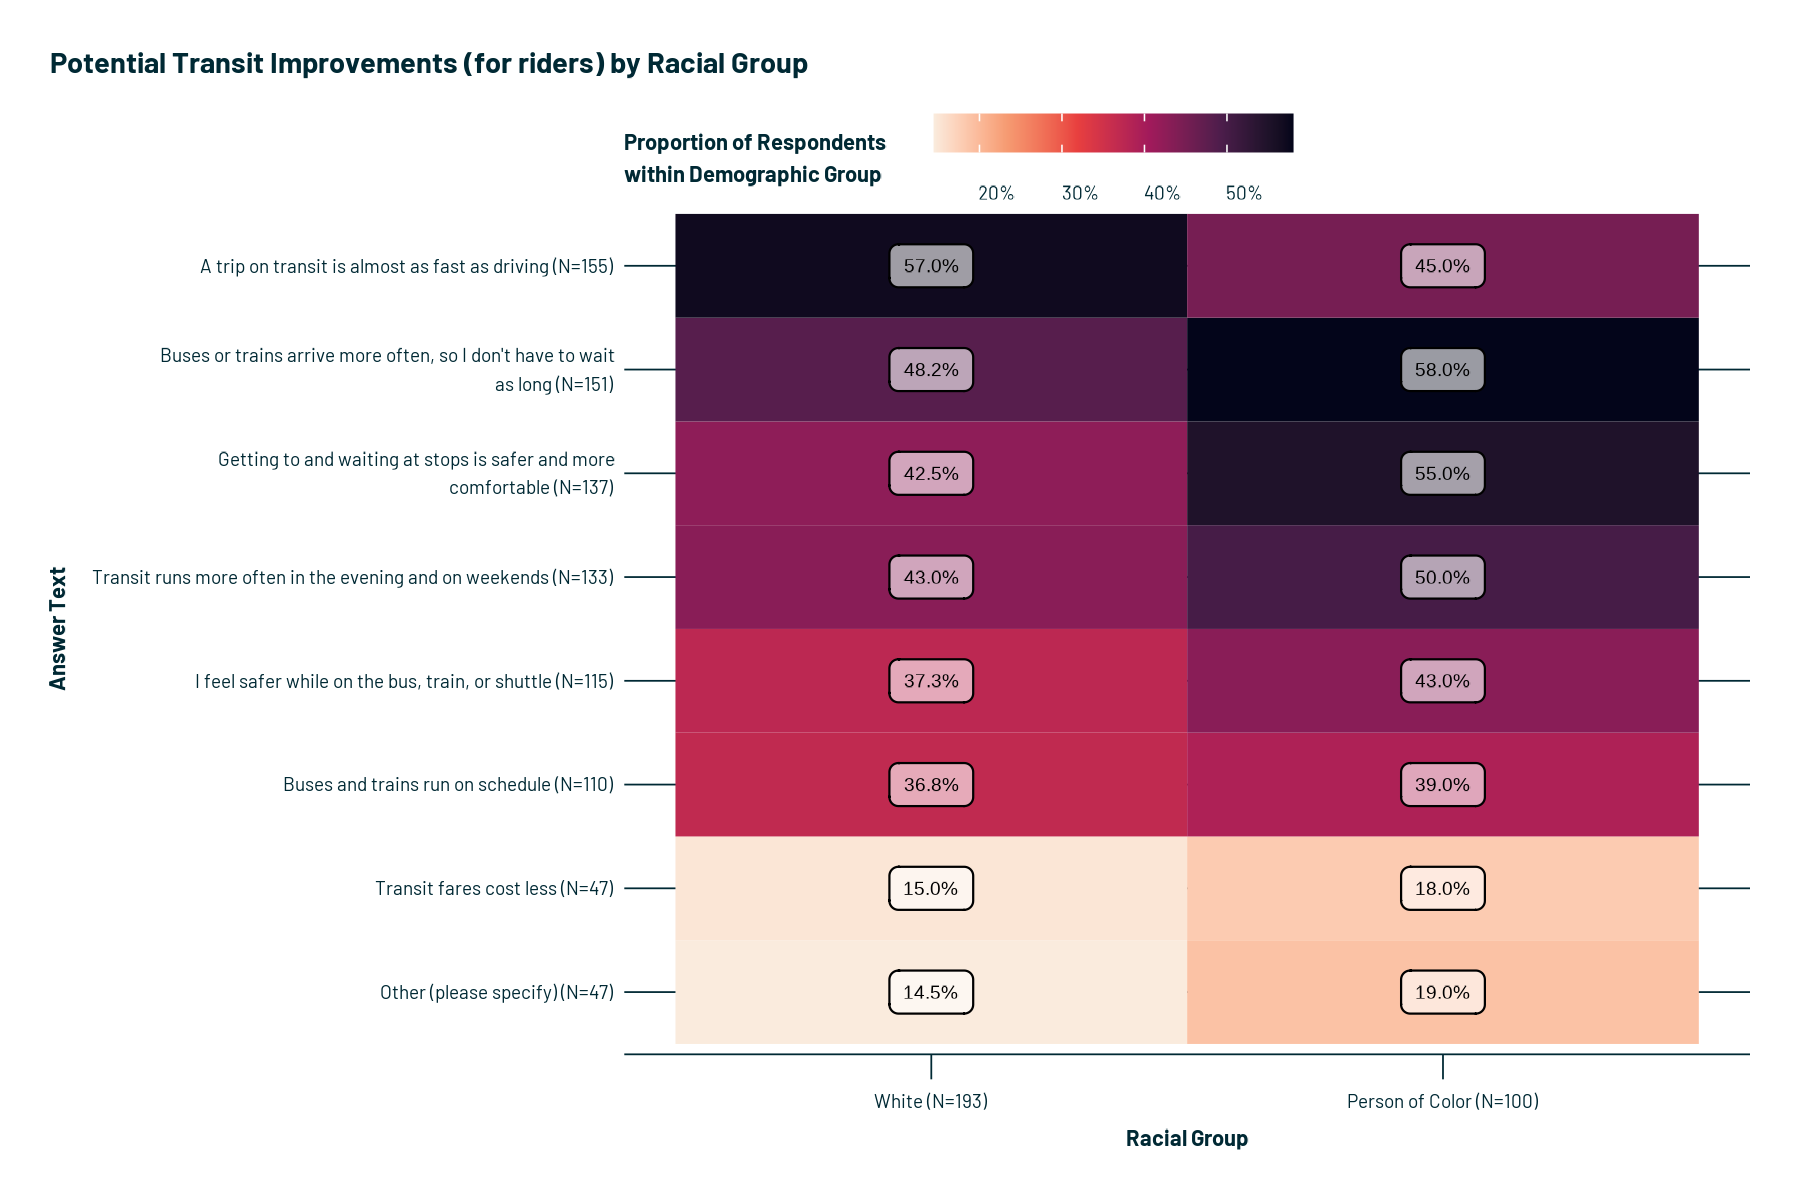 Potential Transit Improvements (for riders) by Racial Group
Proportion of Respondents
within Demographic Group
20% 30% 40% 50%
A trip on transit is almost as fast as driving (N=155) 57.0% 45.0%
Buses or trains arrive more often, so I don't have to wait
as long (N=151) 48.2% 58.0%
Getting to and waiting at stops is safer and more
comfortable (N=137) 42.5% 55.0%
Transit runs more often in the evening and on weekends (N=133) 43.0% 50.0%
I feel safer while on the bus, train, or shuttle (N=115) 37.3% 43.0%
Buses and trains run on schedule (N=110) 36.8% 39.0%
Transit fares cost less (N=47) 15.0% 18.0%
Other (please specify) (N=47) 14.5% 19.0%
Answer Text
White (N=193) Person of Color (N=100)
Racial Group